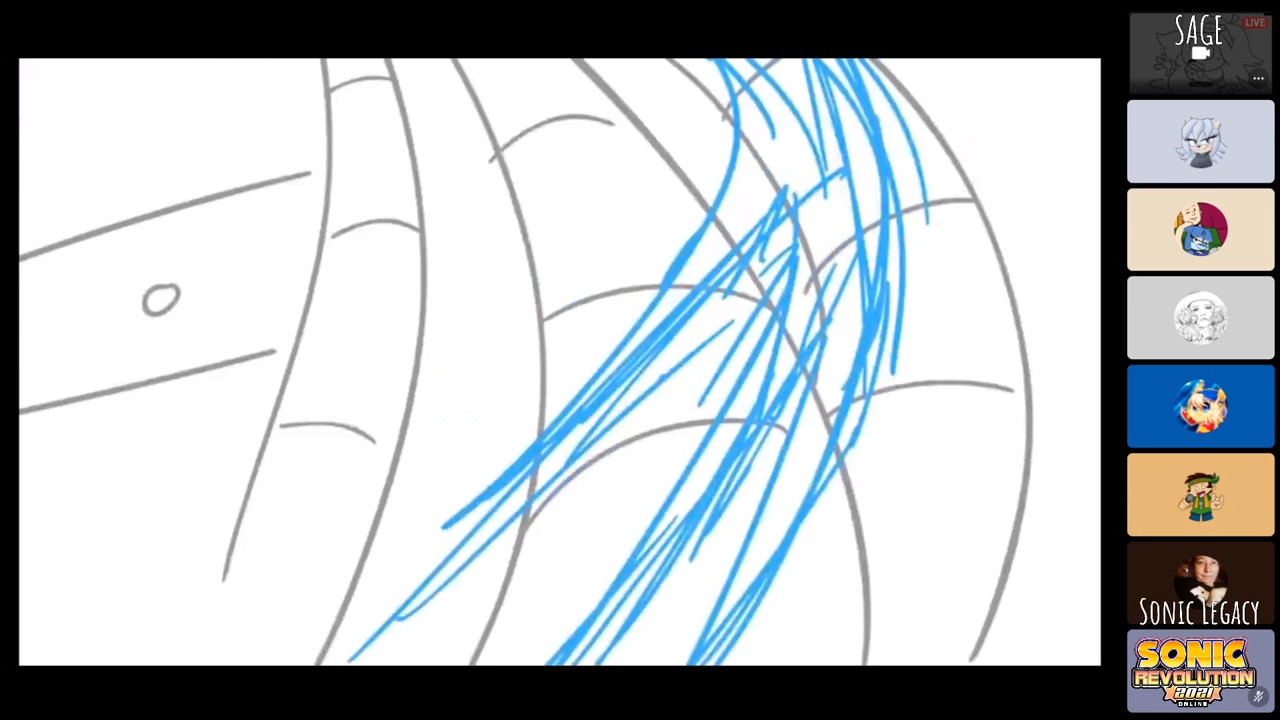 SAGE
LIVE
SONIC LEGACY
SONIC
REVOLUTION
2021
ONLINE